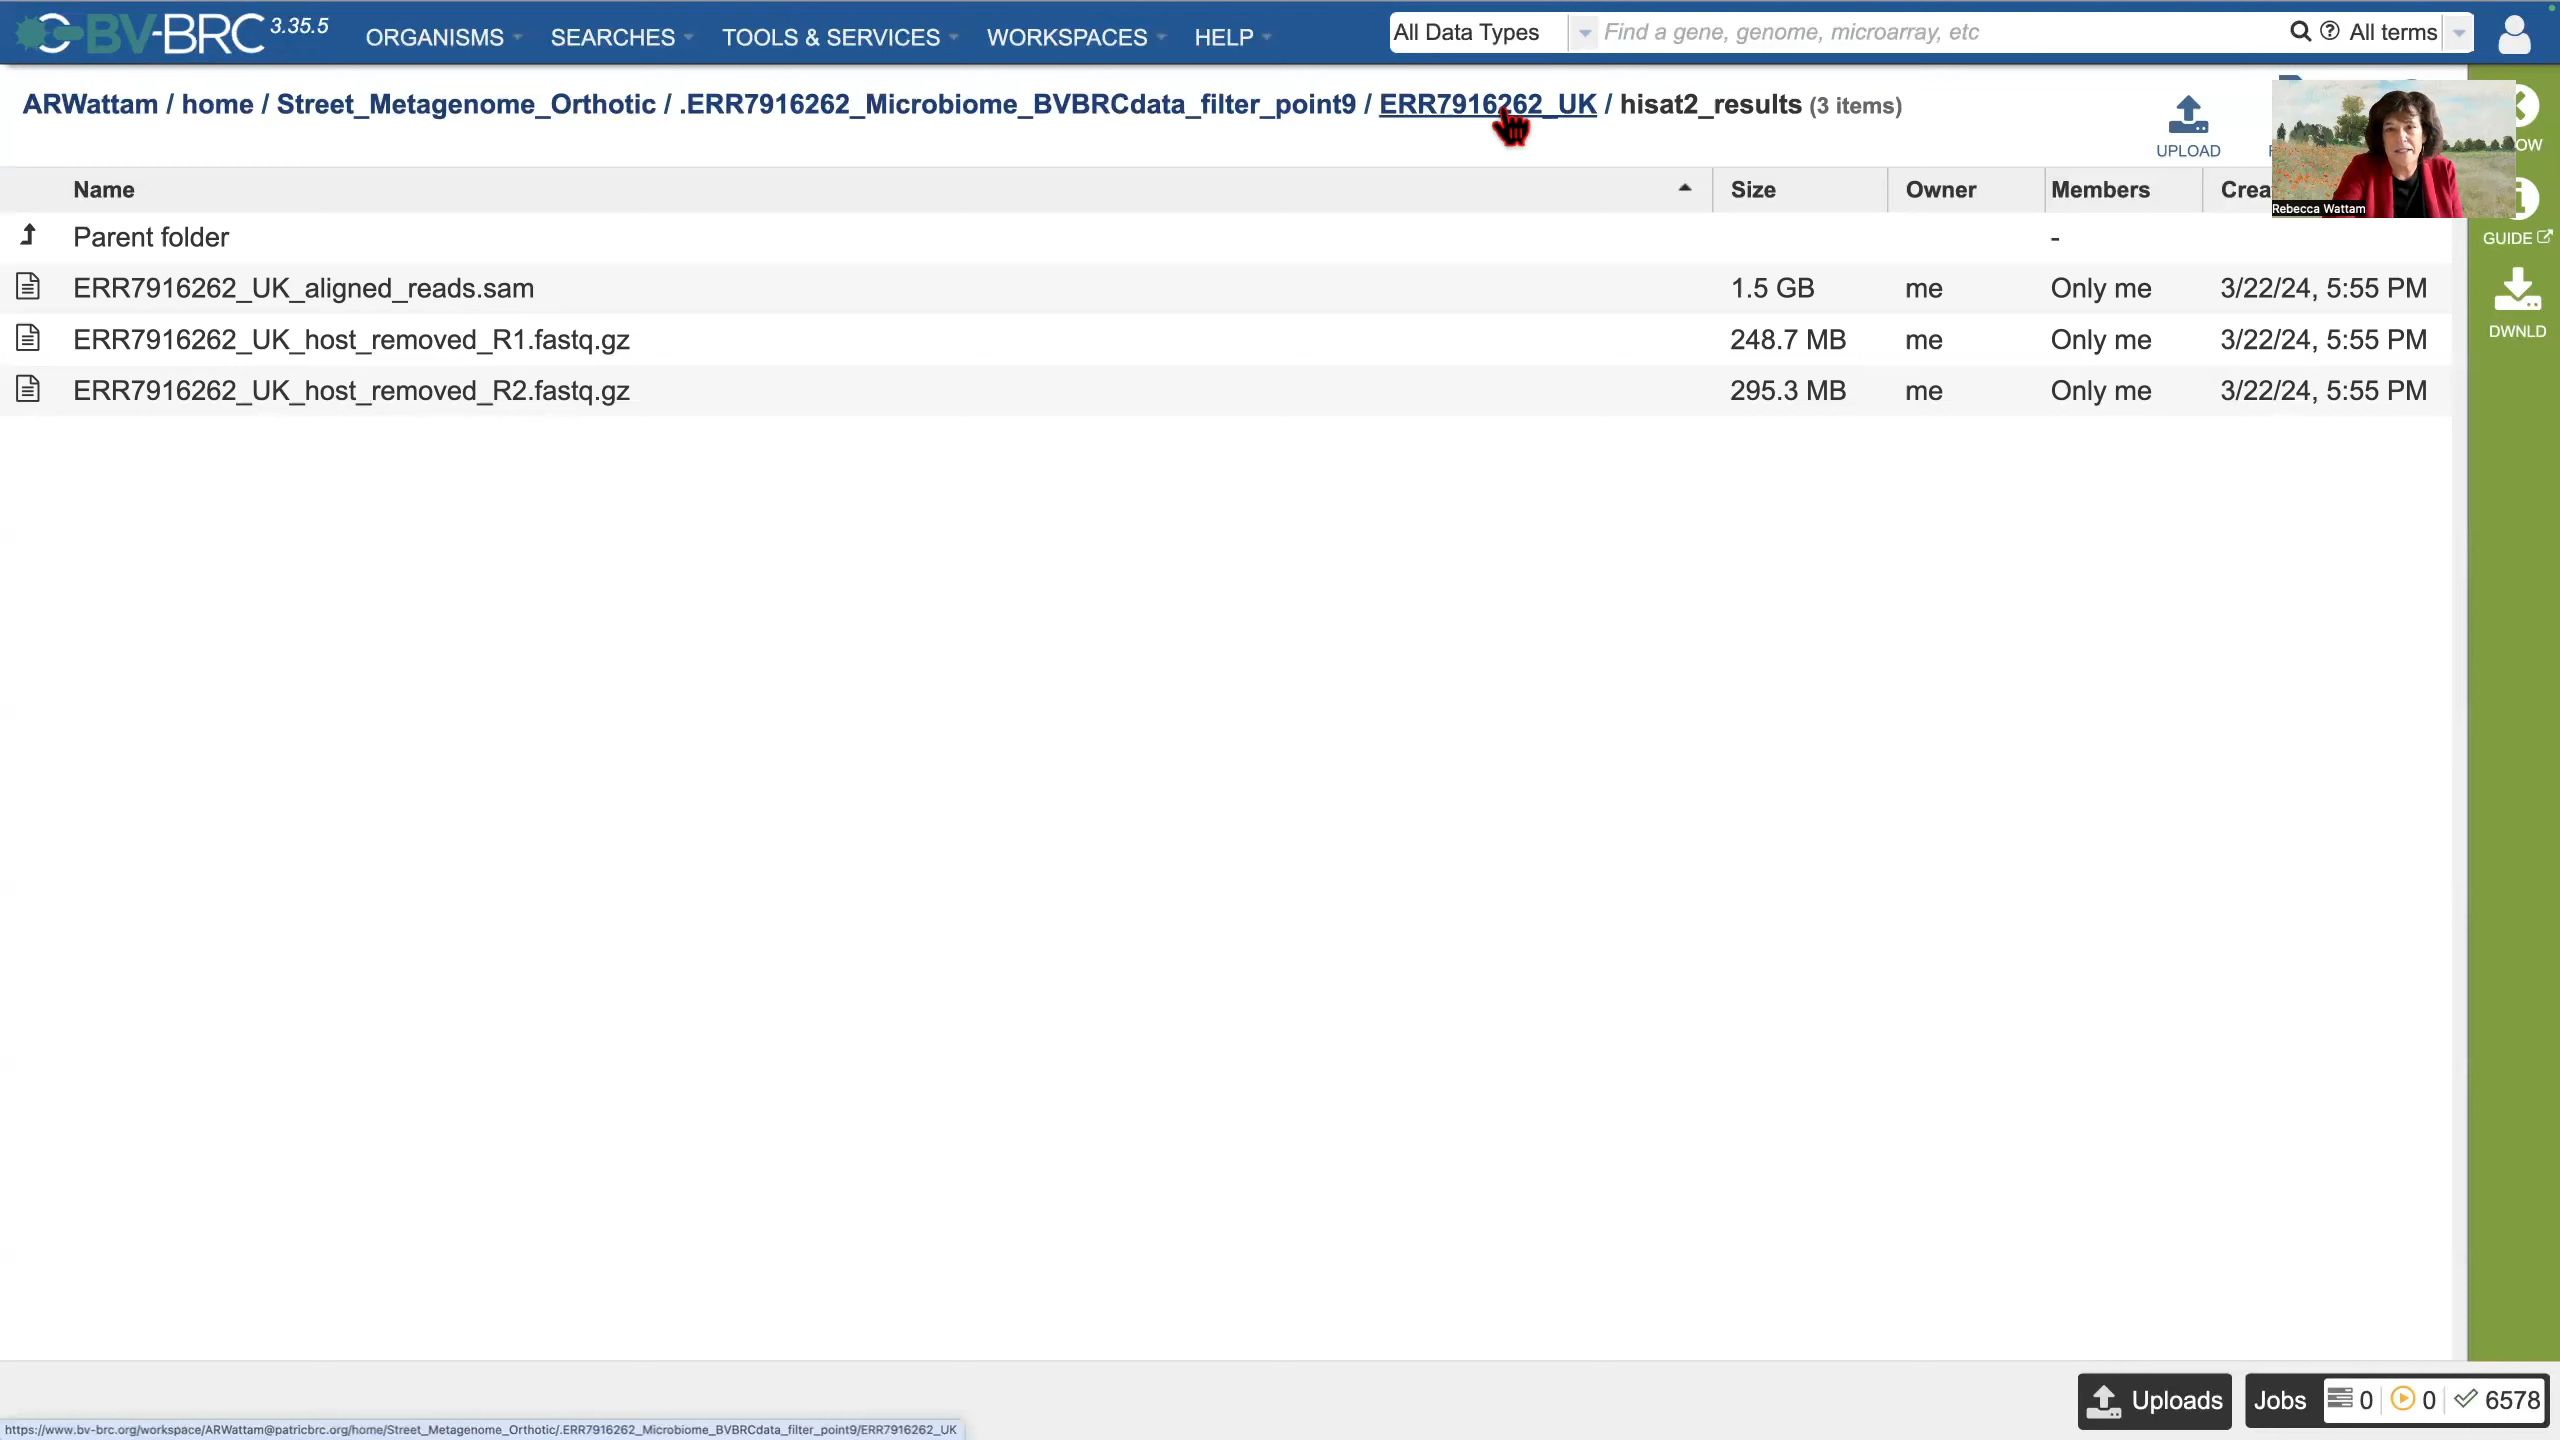 BV-BRC 3.35.5 ORGANISMS SEARCHES TOOLS & SERVICES WORKSPACES HELP All Data Types Find a gene, genome, microarray, etc All terms
ARWattam / home / Street_Metagenome_Orthotic / .ERR7916262_Microbiome_BVBRCdata_filter_point9 / ERR7916262_UK / hisat2_results (3 items)
UPLOAD
OW
Rebecca Wattam
Name Size Owner Members Crea
GUIDE
Parent folder -
ERR7916262_UK_aligned_reads.sam 1.5 GB me Only me 3/22/24, 5:55 PM
DWNLD
ERR7916262_UK_host_removed_R1.fastq.gz 248.7 MB me Only me 3/22/24, 5:55 PM
ERR7916262_UK_host_removed_R2.fastq.gz 295.3 MB me Only me 3/22/24, 5:55 PM
Uploads Jobs 0 0 6578
https://www.bv-brc.org/workspace/ARWattam@patricbrc.org/home/Street_Metagenome_Orthotic/.ERR7916262_Microbiome_BVBRCdata_filter_point9/ERR7916262_UK